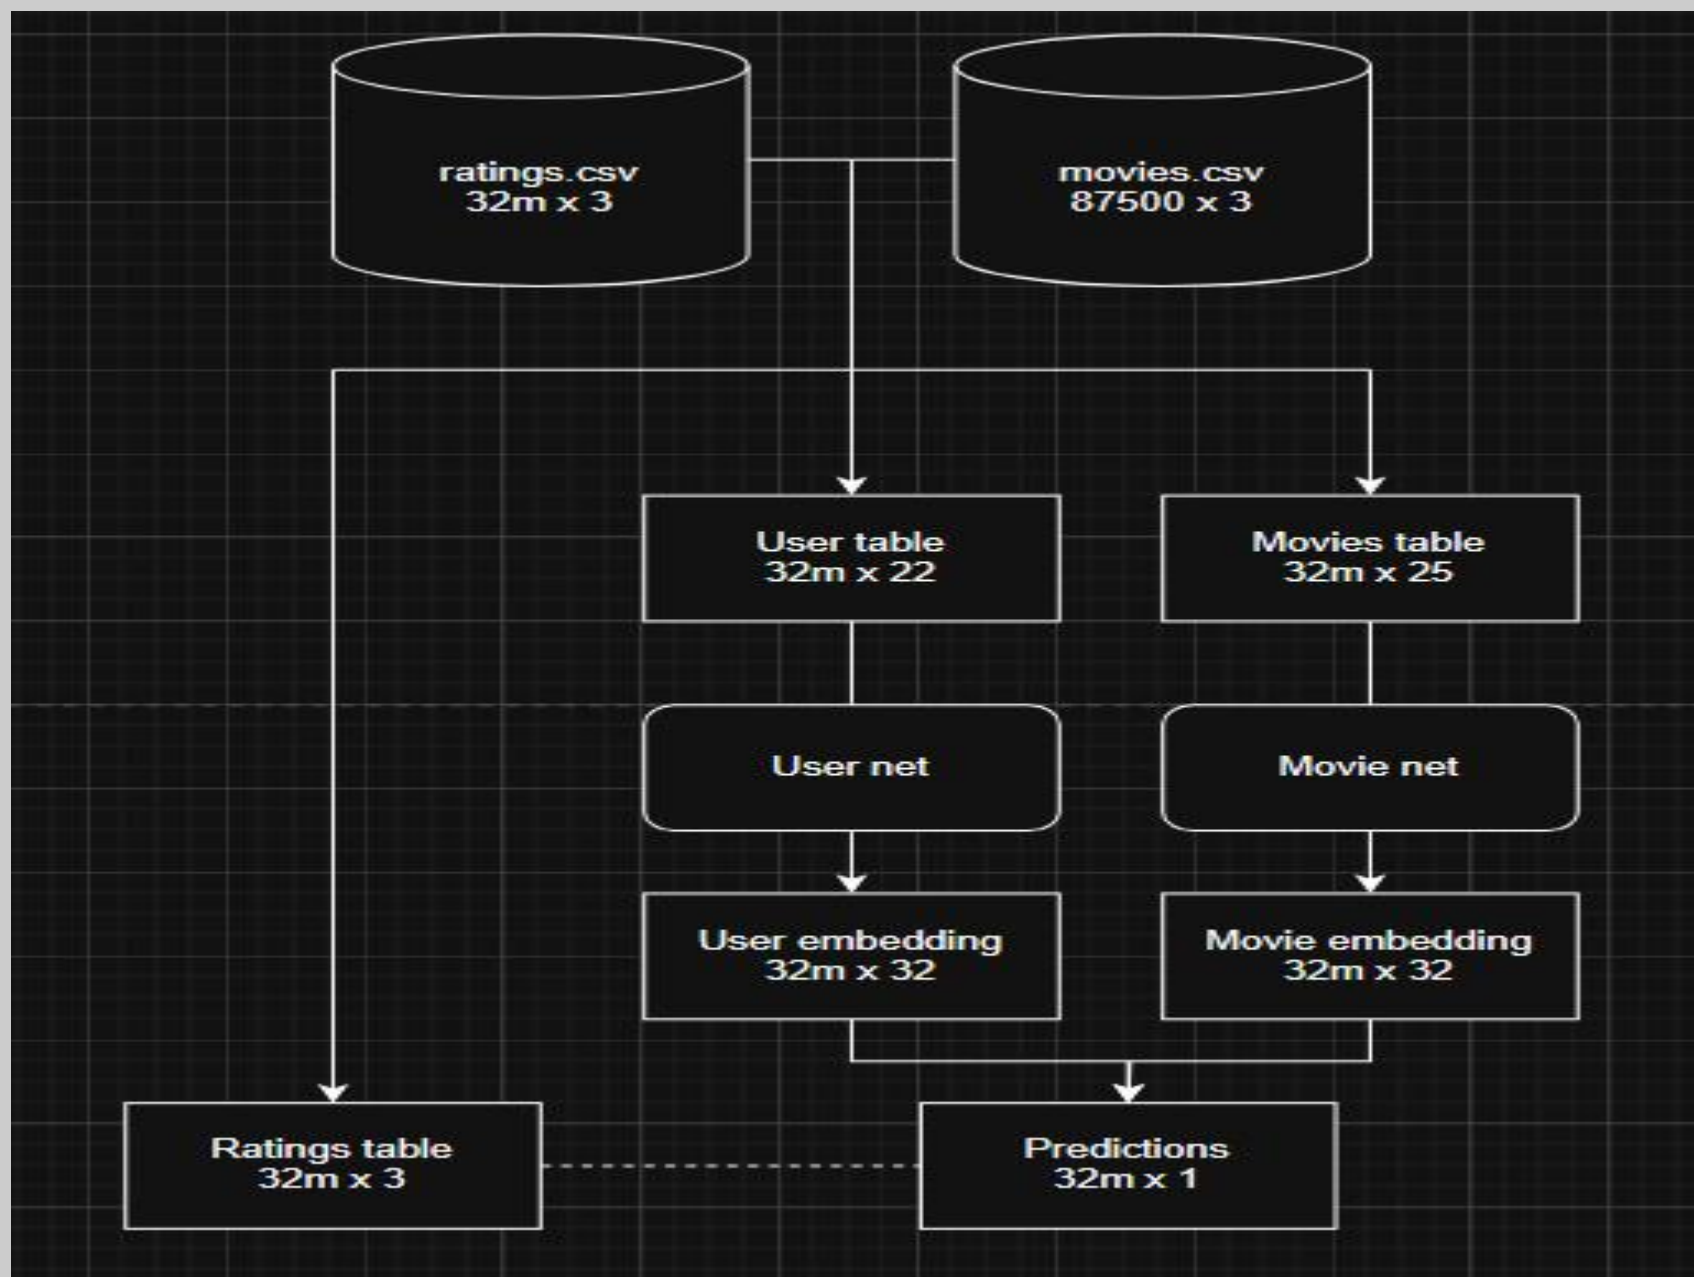 ratings.csv
32m x 3
movies.csv
87500 x 3
User table
32m x 22
Movies table
32m x 25
User net
Movie net
User embedding
32m x 32
Movie embedding
32m x 32
Ratings table
32m x 3
Predictions
32m x 1